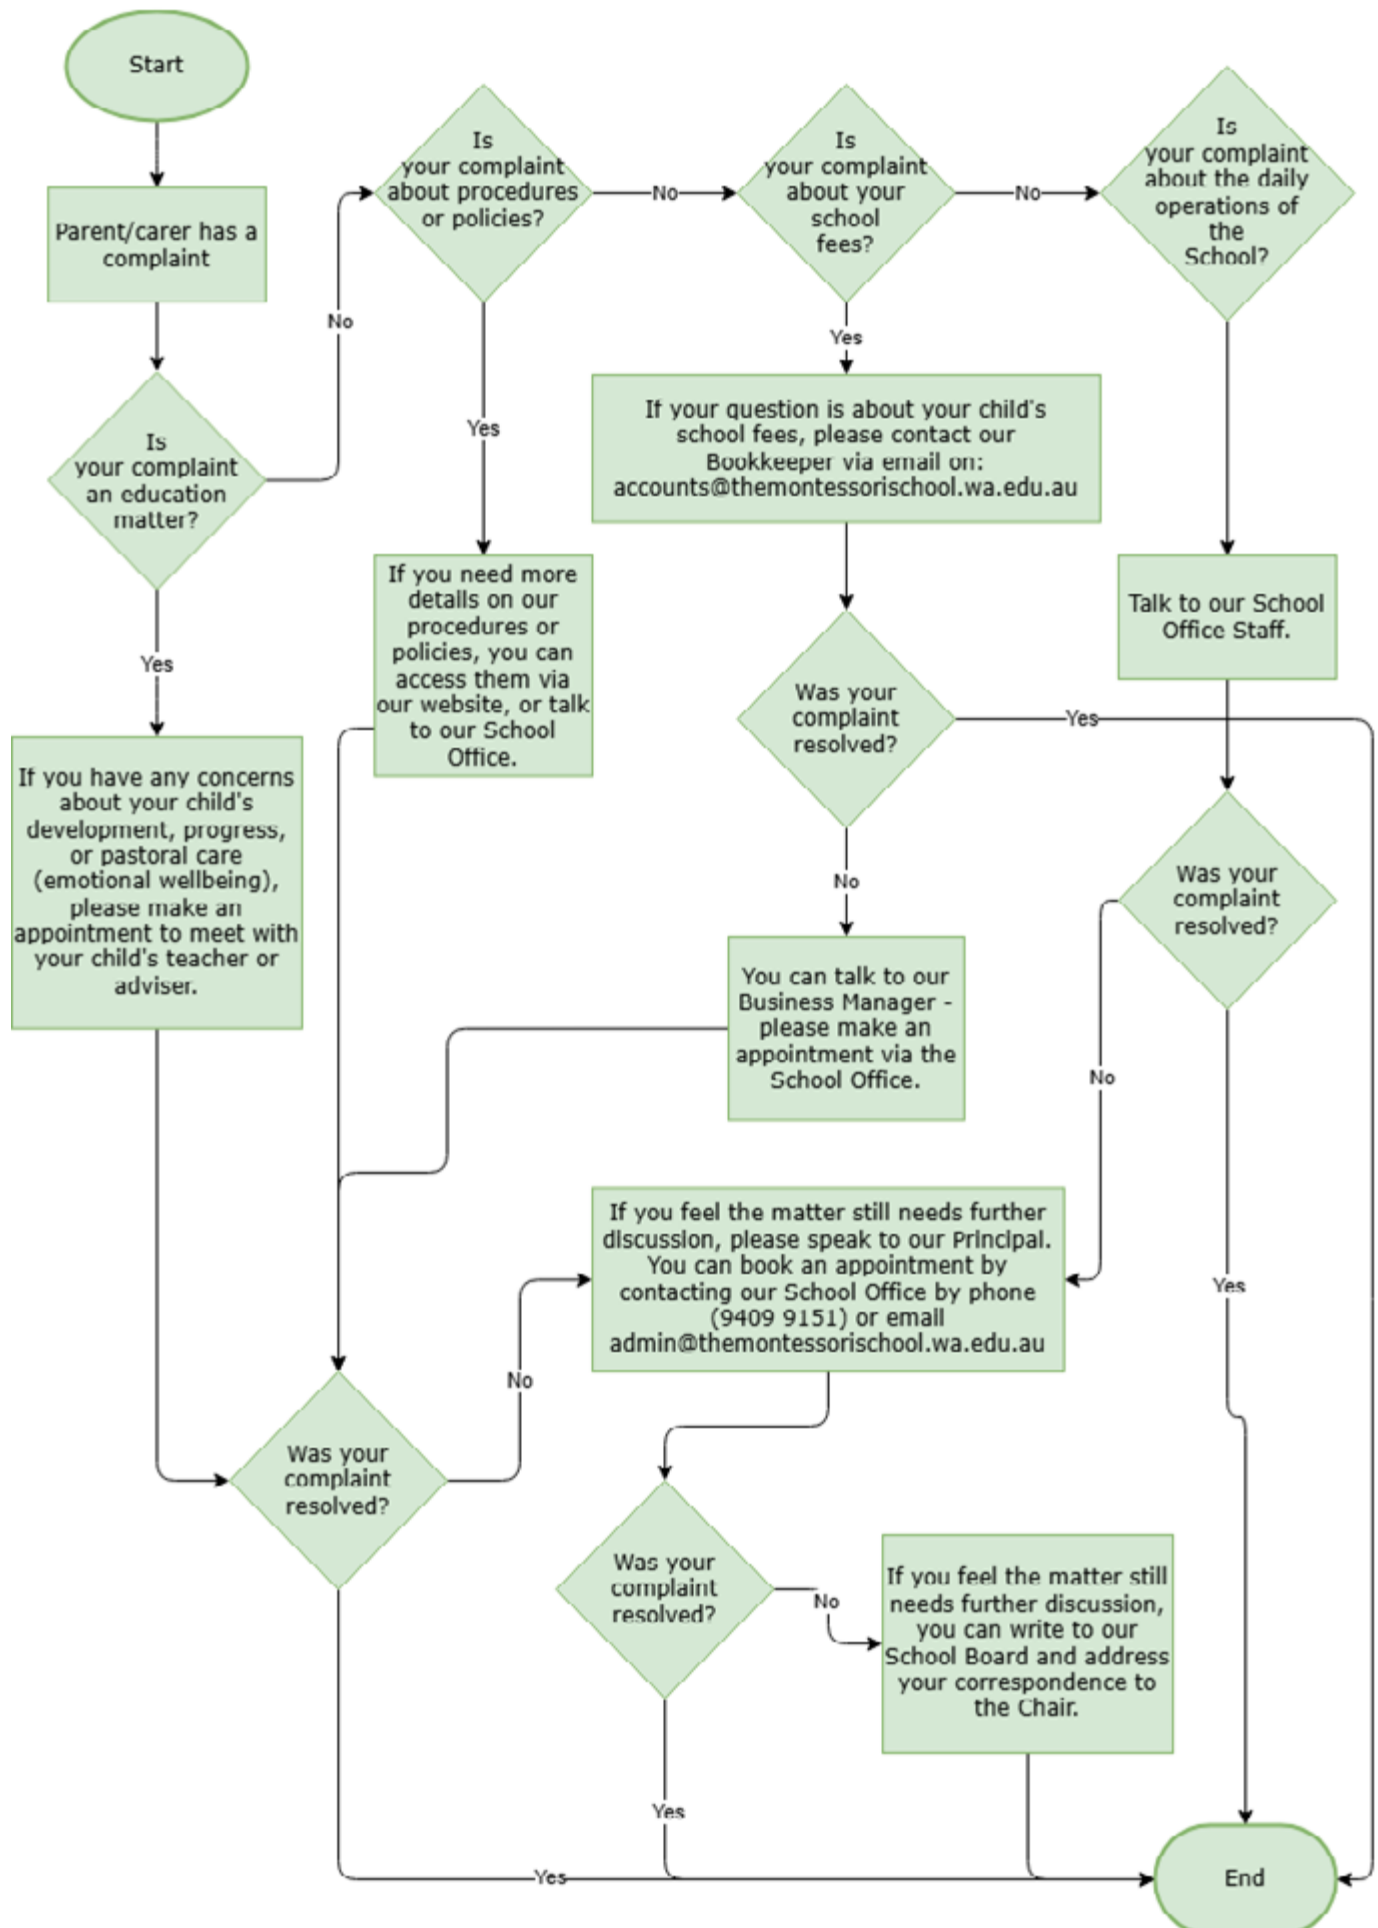 Start
Parent/carer has a
complaint
Is
your complaint
an education
matter?
No
Yes
If you have any concerns
about your child's
development, progress,
or pastoral care
(emotional wellbeing),
please make an
appointment to meet with
your child's teacher or
adviser.
Is
your complaint
about procedures
or policies?
No
Yes
If you need more
details on our
procedures or
policies, you can
access them via
our website, or talk
to our School
Office.
Is
your complaint
about your
school
fees?
No
Yes
If your question is about your child's
school fees, please contact our
Bookkeeper via email on:
accounts@themontessorischool.wa.edu.au
Was your
complaint
resolved?
Yes
No
You can talk to our
Business Manager -
please make an
appointment via the
School Office.
Is
your complaint
about the daily
operations of
the
School?
Talk to our School
Office Staff.
Was your
complaint
resolved?
No
Yes
If you feel the matter still needs further
discussion, please speak to our Principal.
You can book an appointment by
contacting our School Office by phone
(9409 9151) or email
admin@themontessorischool.wa.edu.au
Was your
complaint
resolved?
No
Yes
Was your
complaint
resolved?
No
Yes
If you feel the matter still
needs further discussion,
you can write to our
School Board and address
your correspondence to
the Chair.
End